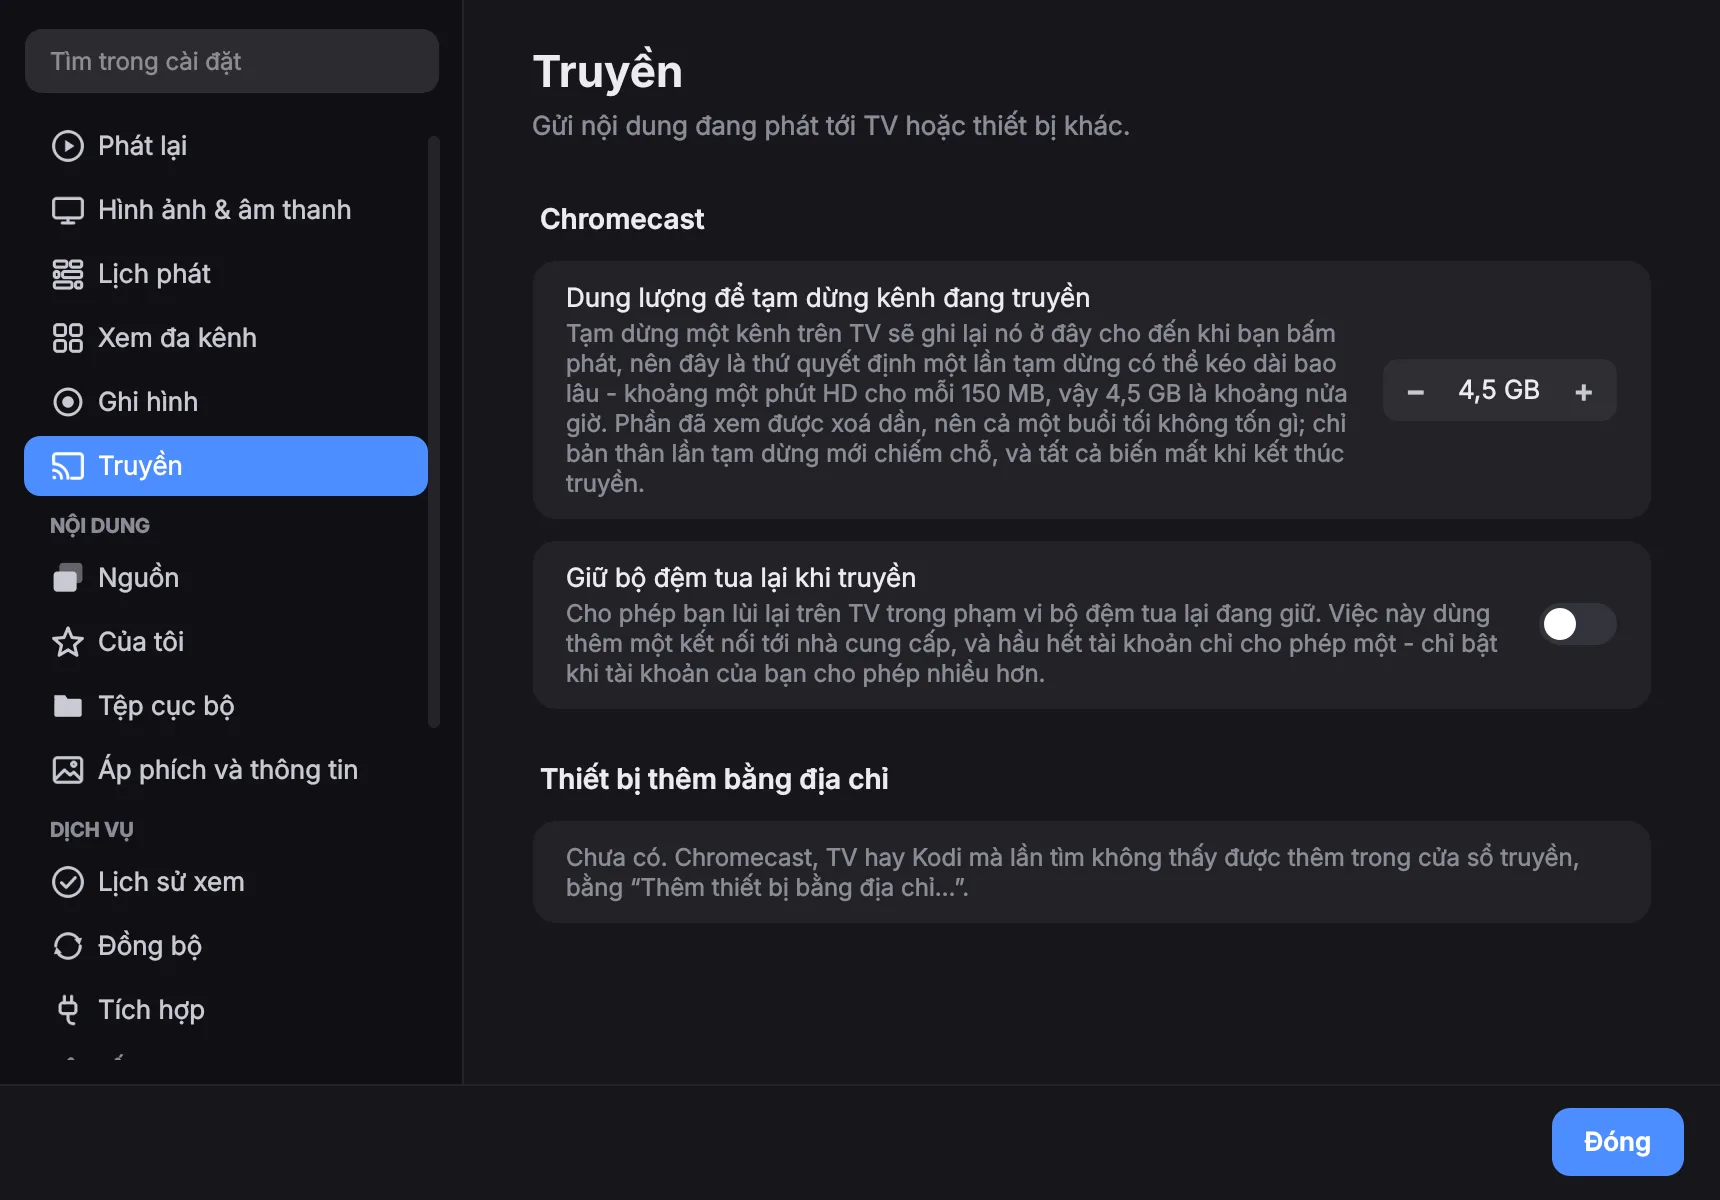 Tìm trong cài đặt
Phát lại
Hình ảnh & âm thanh
Lịch phát
Xem đa kênh
Ghi hình
Truyền
NỘI DUNG
Nguồn
Của tôi
Tệp cục bộ
Áp phích và thông tin
DỊCH VỤ
Lịch sử xem
Đồng bộ
Tích hợp
Truyền
Gửi nội dung đang phát tới TV hoặc thiết bị khác.
Chromecast
Dung lượng để tạm dừng kênh đang truyền
Tạm dừng một kênh trên TV sẽ ghi lại nó ở đây cho đến khi bạn bấm
phát, nên đây là thứ quyết định một lần tạm dừng có thể kéo dài bao
lâu - khoảng một phút HD cho mỗi 150 MB, vậy 4,5 GB là khoảng nửa
giờ. Phần đã xem được xoá dần, nên cả một buổi tối không tốn gì; chỉ
bản thân lần tạm dừng mới chiếm chỗ, và tất cả biến mất khi kết thúc
truyền.
− 4,5 GB +
Giữ bộ đệm tua lại khi truyền
Cho phép bạn lùi lại trên TV trong phạm vi bộ đệm tua lại đang giữ. Việc này dùng
thêm một kết nối tới nhà cung cấp, và hầu hết tài khoản chỉ cho phép một - chỉ bật
khi tài khoản của bạn cho phép nhiều hơn.
Thiết bị thêm bằng địa chỉ
Chưa có. Chromecast, TV hay Kodi mà lần tìm không thấy được thêm trong cửa sổ truyền,
bằng “Thêm thiết bị bằng địa chỉ...”.
Đóng